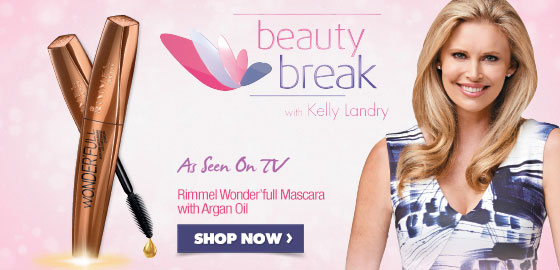 beauty
break
with Kelly Landry
As Seen On TV
Rimmel Wonder'full Mascara
with Argan Oil
SHOP NOW >
WONDER'FULL